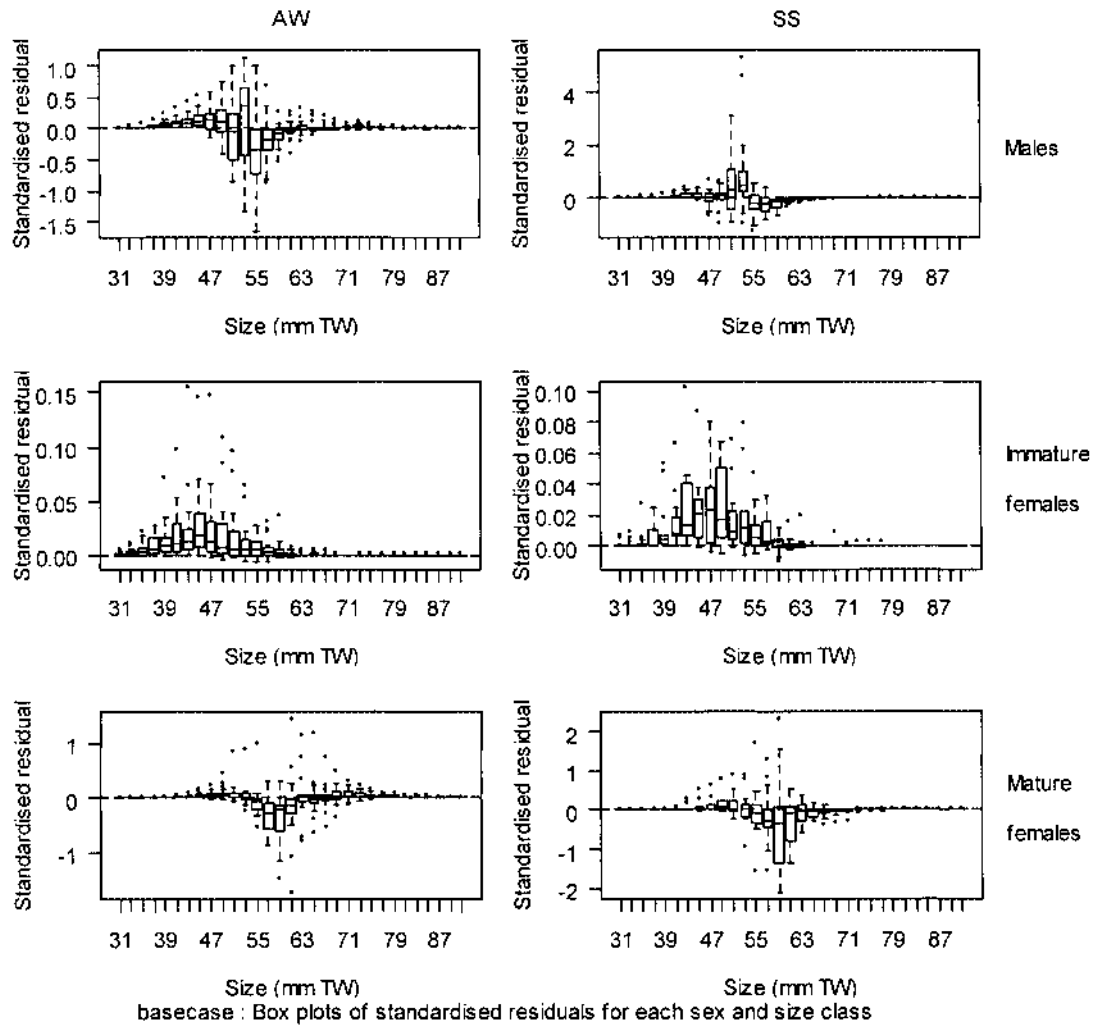 AW SS
Standardised residual
1.0
0.5
0.0
-0.5
-1.0
-1.5
31 39 47 55 63 71 79 87
Size (mm TW)
Standardised residual
4
2
0
31 39 47 55 63 71 79 87
Size (mm TW)
Males
Standardised residual
0.15
0.10
0.05
0.00
31 39 47 55 63 71 79 87
Size (mm TW)
Standardised residual
0.10
0.08
0.06
0.04
0.02
0.00
31 39 47 55 63 71 79 87
Size (mm TW)
Immature
females
Standardised residual
1
0
-1
31 39 47 55 63 71 79 87
Size (mm TW)
Standardised residual
2
1
0
-1
-2
31 39 47 55 63 71 79 87
Size (mm TW)
Mature
females
basecase : Box plots of standardised residuals for each sex and size class